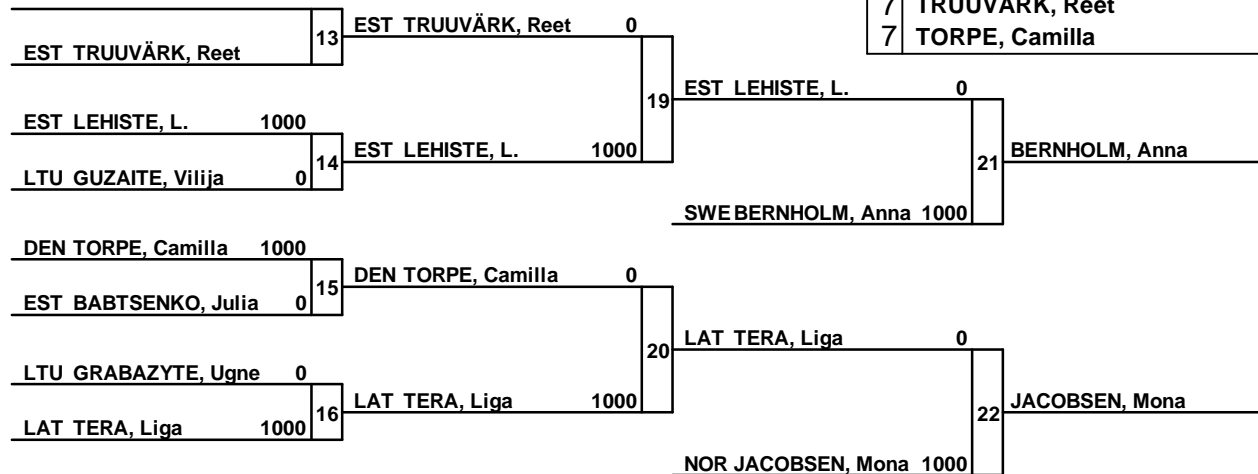 7 TRUUVÄRK, Reet
EST TRUUVÄRK, Reet 0
13
7 TORPE, Camilla
EST TRUUVÄRK, Reet
EST LEHISTE, L. 0
19
EST LEHISTE, L. 1000
14
EST LEHISTE, L. 1000
BERNHOLM, Anna
21
LTU GUZAITE, Vilija 0
SWE BERNHOLM, Anna 1000
DEN TORPE, Camilla 1000
DEN TORPE, Camilla 0
15
EST BABTSENKO, Julia 0
LAT TERA, Liga 0
20
LTU GRABAZYTE, Ugne 0
LAT TERA, Liga 1000
JACOBSEN, Mona
16
22
LAT TERA, Liga 1000
NOR JACOBSEN, Mona 1000